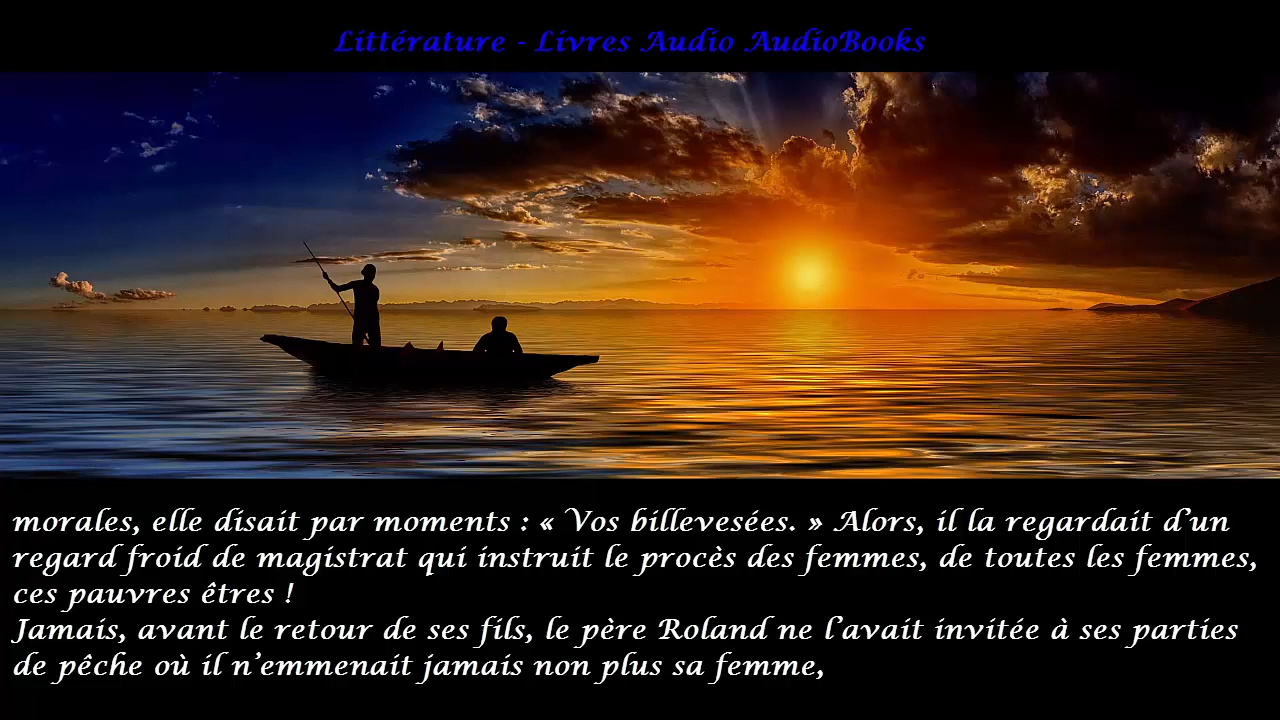 Littérature - Livres Audio AudioBooks
morales, elle disait par moments : « Vos billevesées. » Alors, il la regardait d’un
regard froid de magistrat qui instruit le procès des femmes, de toutes les femmes,
ces pauvres êtres !
Jamais, avant le retour de ses fils, le père Roland ne l’avait invitée à ses parties
de pêche où il n’emmenait jamais non plus sa femme,